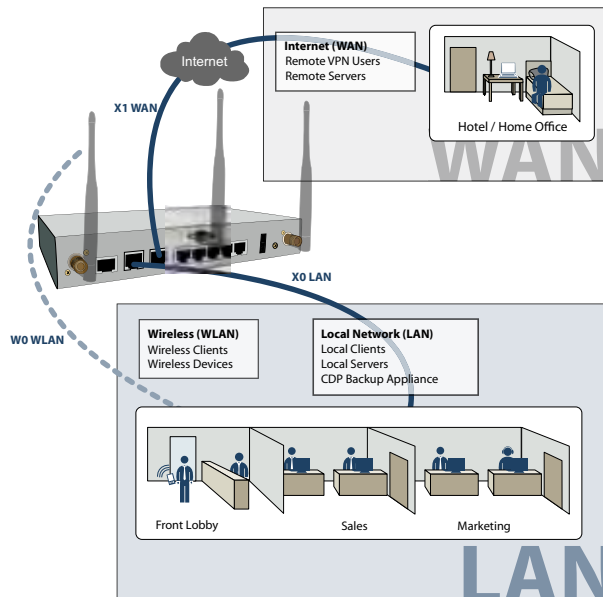 Internet
Internet (WAN)
Remote VPN Users
Remote Servers
Hotel / Home Office
WAN
X1 WAN
X0 LAN
W0 WLAN
Wireless (WLAN)
Wireless Clients
Wireless Devices
Local Network (LAN)
Local Clients
Local Servers
CDP Backup Appliance
Front Lobby
Sales
Marketing
LAN